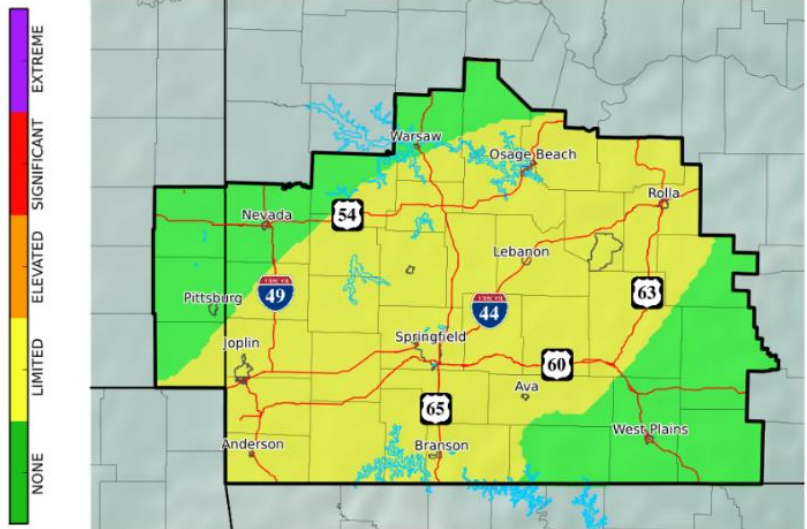 EXTREME
SIGNIFICANT
ELEVATED
LIMITED
NONE
Warsaw
Osage Beach
Rolla
54
Nevada
Lebanon
49
Pittsburg
63
44
Joplin
Springfield
60
Ava
65
Anderson
Branson
West Plains